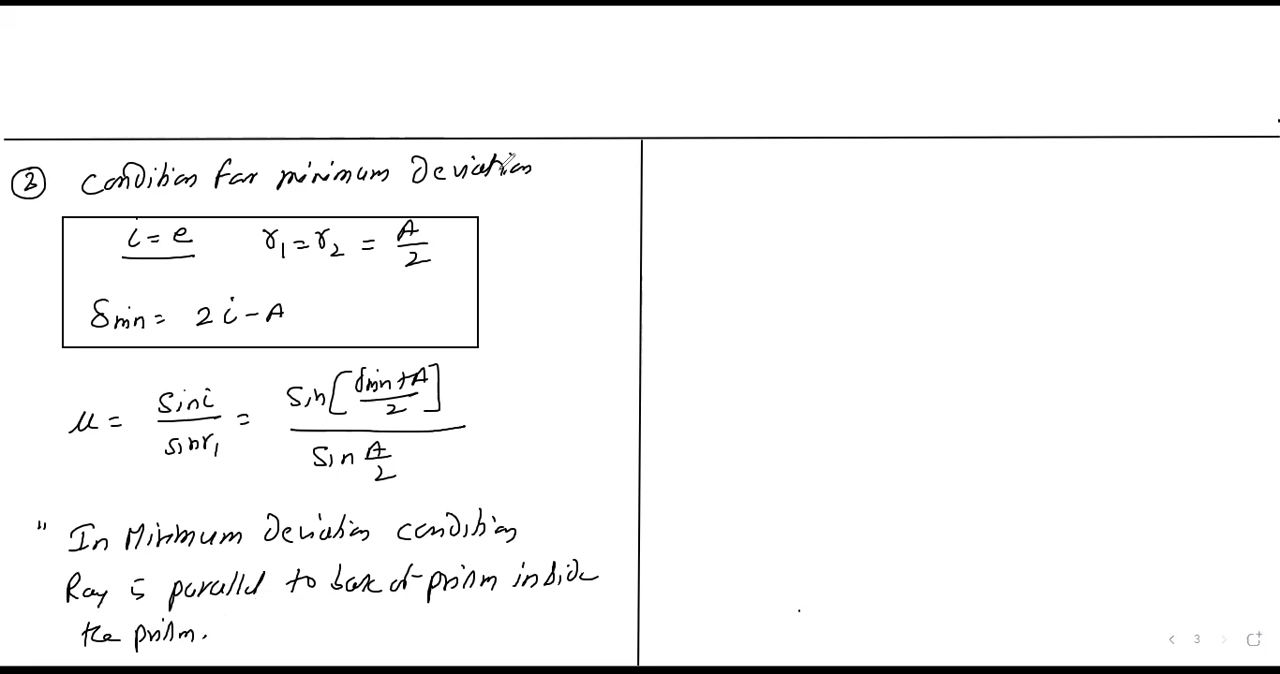 ③ Condition for minimum Deviation
i = e r₁ = r₂ = A/2
δmin = 2i - A
μ = sin i / sin r₁ = sin[(δmin + A)/2] / sin A/2
" In Minimum Deviation condition
Ray is parallel to base of prism inside
the prism.
< 3 >